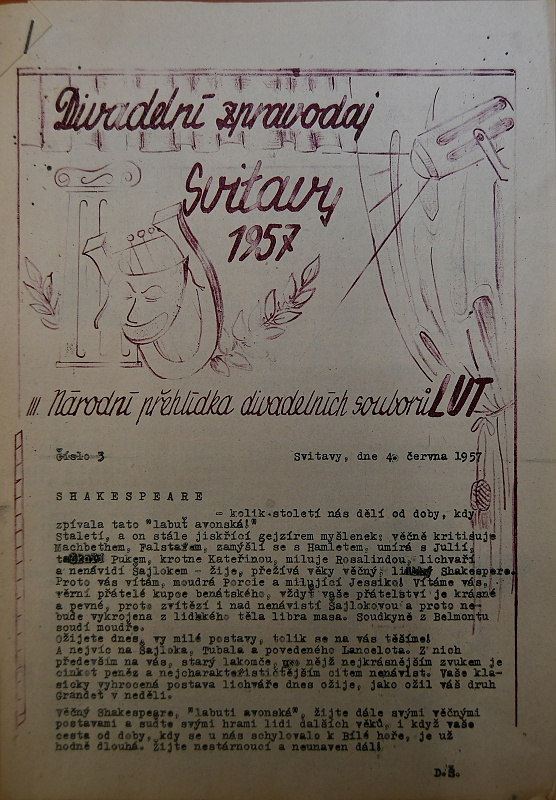 Divadelní zpravodaj
Svitavy
1957
III. Národní přehlídka divadelních souborů LUT
Číslo 3 Svitavy, dne 4. června 1957
SHAKESPEARE
- kolik století nás dělí od doby, kdy
zpívala tato "labuť avonská!"
Staletí, a on stále jiskřící gejzírem myšlenek: věčně kritisuje
Machbethem, Falstafem, zamýšlí se s Hamletem, umírá s Julií,
Pukem, krotne Kateřinou, miluje Rosalindou, lichvaří
a nenávidí Šajlokem - žije, přežívá věky věčný, Shakespeare.
Proto vás vítám, moudrá Porcie a milující Jessiko! Vítáme vás,
věrní přátelé kupce benátského, vždyť vaše přátelství je krásné
a pevné, proto zvítězí i nad nenávistí Šajlokovou a proto ne-
bude vykrojena z lidského těla libra masa. Soudkyně z Belmontu
soudí moudře.
Ožijete dnes, vy milé postavy, tolik se na vás těšíme!
A nejvíc na Šajloka, Tubala a povedeného Lancelota. Z nich
především na vás, starý lakomče, pro nějž nejkrásnějším zvukem je
cinkot peněz a nejcharakterističtějším citem nenávist. Vaše kla-
sicky vyhrocená postava lichváře dnes ožije, jako ožil váš druh
Grandet v neděli.
Věčný Shakespeare, "labuti avonská", žijte dále svými věčnými
postavami a suďte svými hrami lidi dalších věků, i když vaše
cesta od doby, kdy se u nás schylovalo k Bílé hoře, je už
hodně dlouhá. Žijte nestárnoucí a neunaven dál!
D.Š.